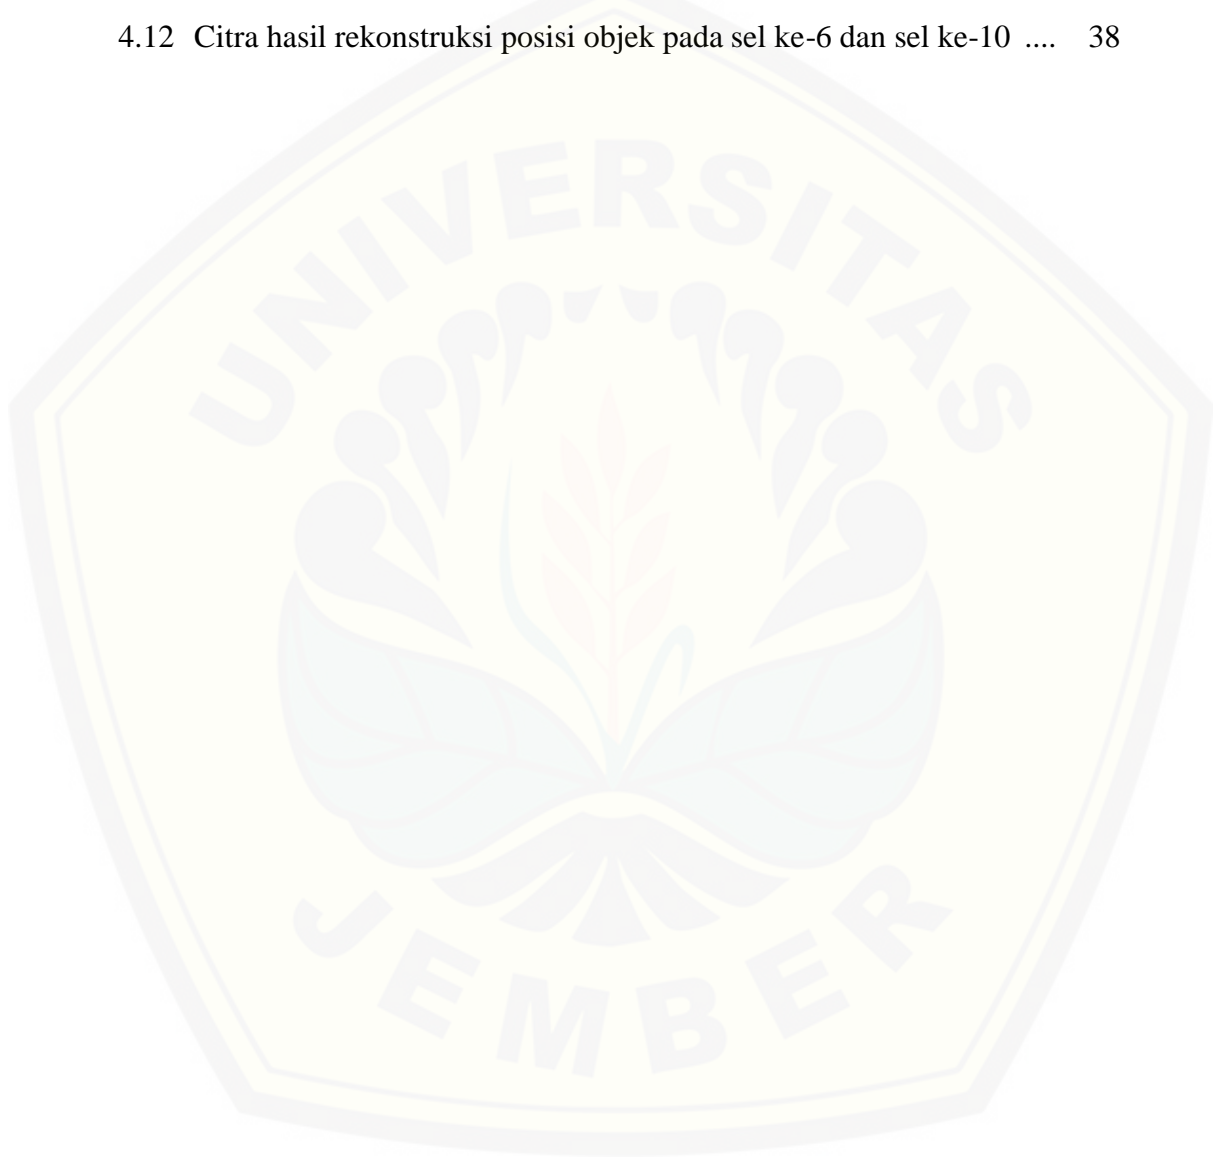 4.12 Citra hasil rekonstruksi posisi objek pada sel ke-6 dan sel ke-10 .... 38
UNIVERSITAS
JEMBER